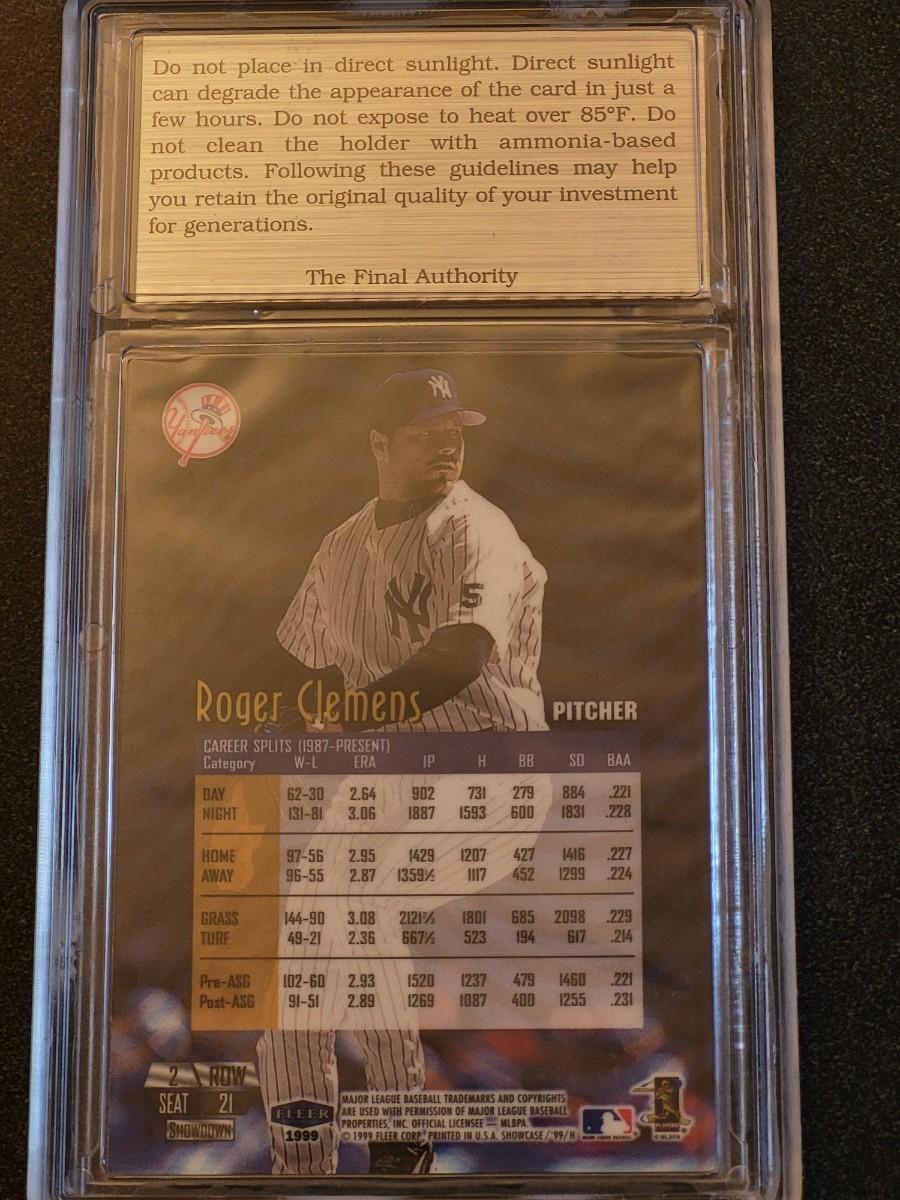 Do not place in direct sunlight. Direct sunlight
can degrade the appearance of the card in just a
few hours. Do not expose to heat over 85°F. Do
not clean the holder with ammonia-based
products. Following these guidelines may help
you retain the original quality of your investment
for generations.
The Final Authority
Yankees
NY
NY
5
Roger Clemens PITCHER
CAREER SPLITS (1987-PRESENT)
Category W-L ERA IP H BB SO BAA
DAY 62-30 2.64 902 731 279 884 .221
NIGHT 131-81 3.06 1887 1593 600 1831 .228
HOME 97-56 2.95 1429 1207 427 1416 .227
AWAY 96-55 2.87 1359⅓ 1117 452 1299 .224
GRASS 144-90 3.08 2121⅔ 1801 685 2098 .229
TURF 49-21 2.36 667⅓ 523 194 617 .214
Pre-ASG 102-60 2.93 1520 1237 479 1460 .221
Post-ASG 91-51 2.89 1269 1087 400 1255 .231
2 ROW
SEAT 21
SHOWDOWN
FLEER
1999
MAJOR LEAGUE BASEBALL TRADEMARKS AND COPYRIGHTS
ARE USED WITH PERMISSION OF MAJOR LEAGUE BASEBALL
PROPERTIES, INC. OFFICIAL LICENSEE — MLBPA
© 1999 FLEER CORP. PRINTED IN U.S.A. SHOWCASE/'99/H